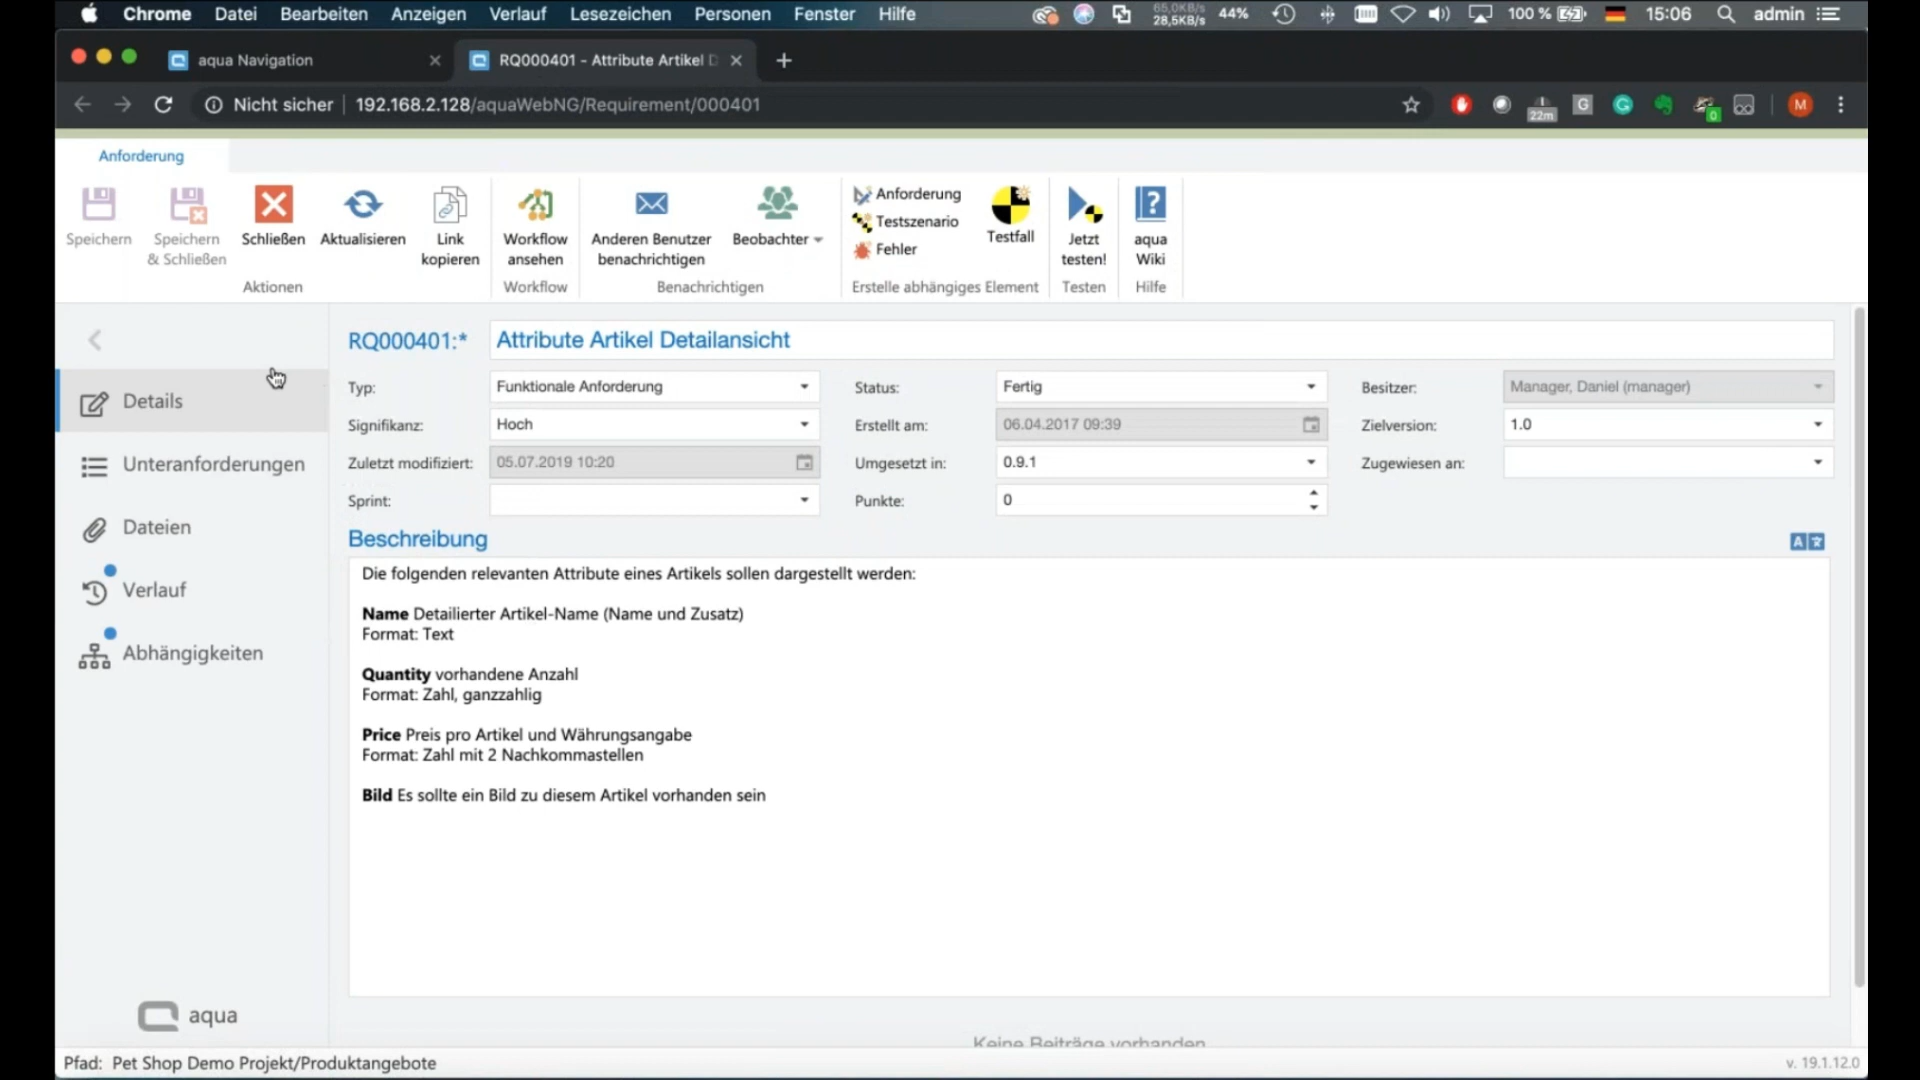 Chrome Datei Bearbeiten Anzeigen Verlauf Lesezeichen Personen Fenster Hilfe
65,0KB/s
28,5KB/s
44% 100 % 15:06 admin
aqua Navigation
RQ000401 - Attribute Artikel D
Nicht sicher 192.168.2.128/aquaWebNG/Requirement/000401
22m G G 0 M
Anforderung
Speichern
Speichern
& Schließen
Schließen
Aktualisieren
Link
kopieren
Aktionen
Workflow
ansehen
Workflow
Anderen Benutzer
benachrichtigen
Beobachter
Benachrichtigen
Anforderung
Testszenario
Fehler
Testfall
Erstelle abhängiges Element
Jetzt
testen!
Testen
?
aqua
Wiki
Hilfe
Details
Unteranforderungen
Dateien
Verlauf
Abhängigkeiten
RQ000401:* Attribute Artikel Detailansicht
Typ: Funktionale Anforderung Status: Fertig Besitzer: Manager, Daniel (manager)
Signifikanz: Hoch Erstellt am: 06.04.2017 09:39 Zielversion: 1.0
Zuletzt modifiziert: 05.07.2019 10:20 Umgesetzt in: 0.9.1 Zugewiesen an:
Sprint: Punkte: 0
Beschreibung
A
Die folgenden relevanten Attribute eines Artikels sollen dargestellt werden:
Name Detailierter Artikel-Name (Name und Zusatz)
Format: Text
Quantity vorhandene Anzahl
Format: Zahl, ganzzahlig
Price Preis pro Artikel und Währungsangabe
Format: Zahl mit 2 Nachkommastellen
Bild Es sollte ein Bild zu diesem Artikel vorhanden sein
Keine Beiträge vorhanden
aqua
Pfad: Pet Shop Demo Projekt/Produktangebote
v. 19.1.12.0